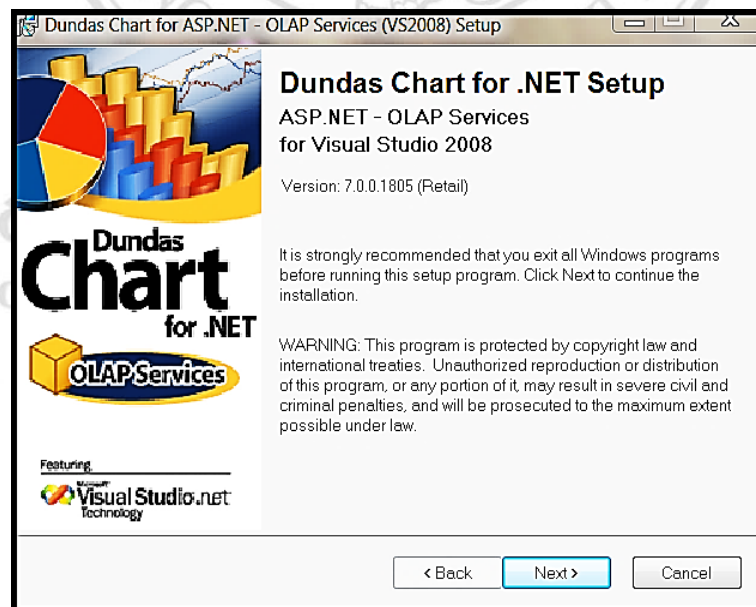 Dundas Chart for ASP.NET - OLAP Services (VS2008) Setup
Dundas Chart for .NET Setup
ASP.NET - OLAP Services
for Visual Studio 2008
Version: 7.0.0.1805 (Retail)
It is strongly recommended that you exit all Windows programs
before running this setup program. Click Next to continue the
installation.
WARNING: This program is protected by copyright law and
international treaties. Unauthorized reproduction or distribution
of this program, or any portion of it, may result in severe civil and
criminal penalties, and will be prosecuted to the maximum extent
possible under law.
Dundas
Chart
for .NET
OLAP Services
Featuring
Microsoft
Visual Studio.net
Technology
< Back
Next >
Cancel